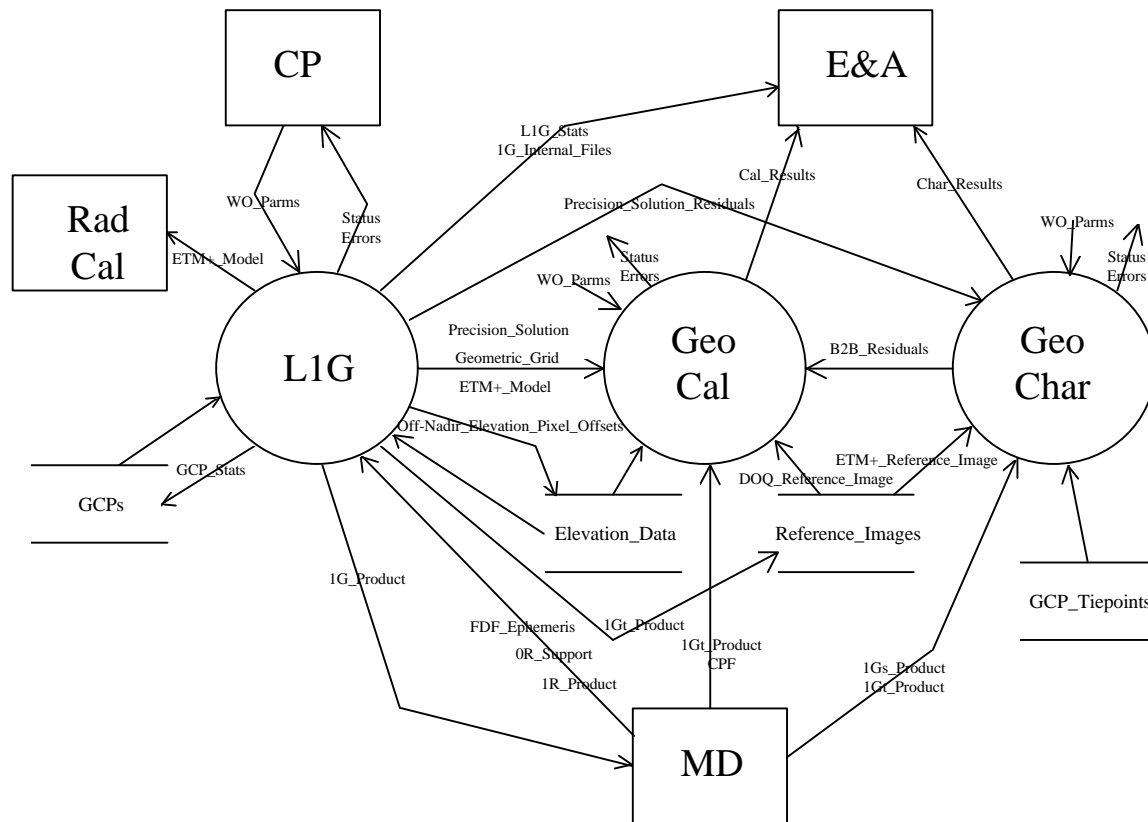 CP
E&A
L1G_Stats
1G_Internal_Files
Cal_Results
Char_Results
Rad
Cal
WO_Parms
Status
Errors
Precision_Solution_Residuals
WO_Parms
Status
Errors
ETM+_Model
Status
Errors
WO_Parms
Precision_Solution
Geometric_Grid
ETM+_Model
L1G
Geo
Cal
B2B_Residuals
Geo
Char
Off-Nadir_Elevation_Pixel_Offsets
GCP_Stats
ETM+_Reference_Image
DOQ_Reference_Image
GCPs
Elevation_Data
Reference_Images
1G_Product
GCP_Tiepoints
FDF_Ephemeris
0R_Support
1R_Product
1Gt_Product
1Gt_Product
CPF
1Gs_Product
1Gt_Product
MD